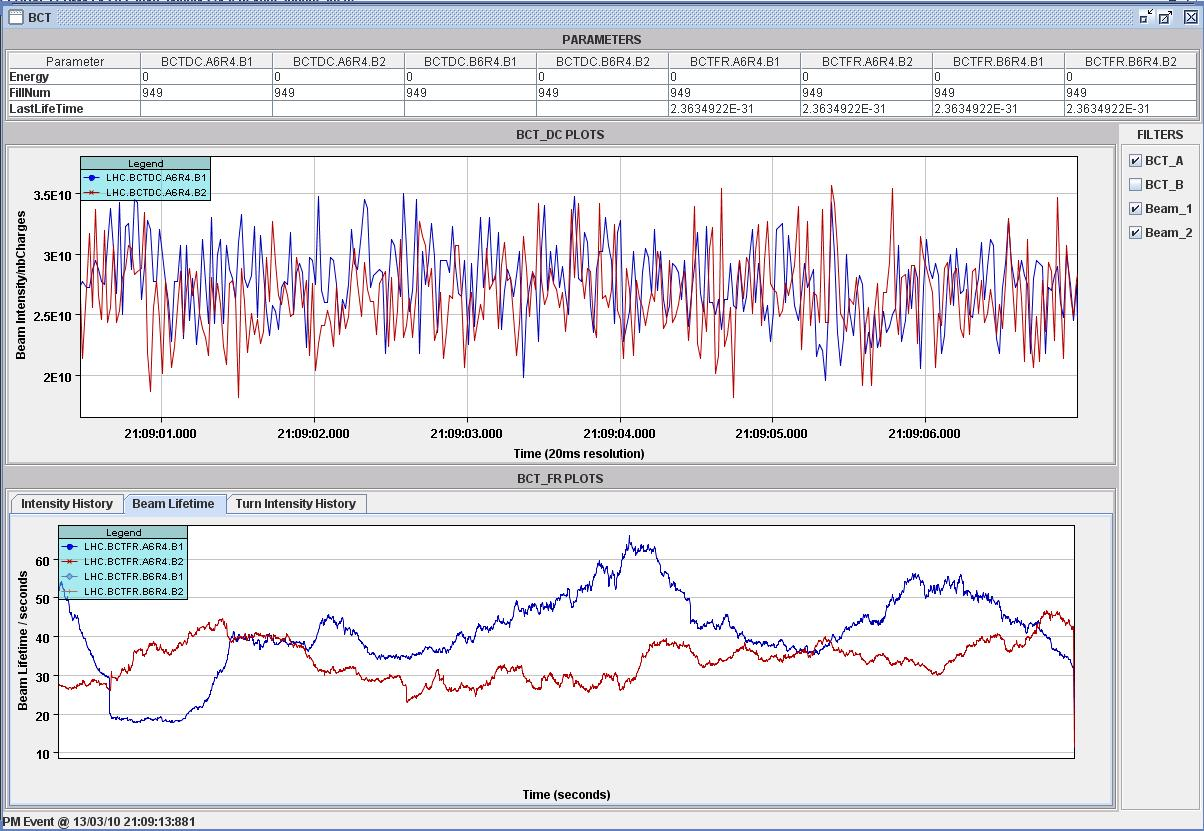 BCT
PARAMETERS
Parameter BCTDC.A6R4.B1 BCTDC.A6R4.B2 BCTDC.B6R4.B1 BCTDC.B6R4.B2 BCTFR.A6R4.B1 BCTFR.A6R4.B2 BCTFR.B6R4.B1 BCTFR.B6R4.B2
Energy 0 0 0 0 0 0 0 0
FillNum 949 949 949 949 949 949 949 949
LastLifeTime 2.3634922E-31 2.3634922E-31 2.3634922E-31 2.3634922E-31
BCT_DC PLOTS
Legend
LHC.BCTDC.A6R4.B1
LHC.BCTDC.A6R4.B2
Beam Intensity/nbCharges
3.5E10
3E10
2.5E10
2E10
21:09:01.000 21:09:02.000 21:09:03.000 21:09:04.000 21:09:05.000 21:09:06.000
Time (20ms resolution)
FILTERS
BCT_A
BCT_B
Beam_1
Beam_2
BCT_FR PLOTS
Intensity History Beam Lifetime Turn Intensity History
Legend
LHC.BCTFR.A6R4.B1
LHC.BCTFR.A6R4.B2
LHC.BCTFR.B6R4.B1
LHC.BCTFR.B6R4.B2
Beam Lifetime / seconds
60
50
40
30
20
10
Time (seconds)
PM Event @ 13/03/10 21:09:13:881